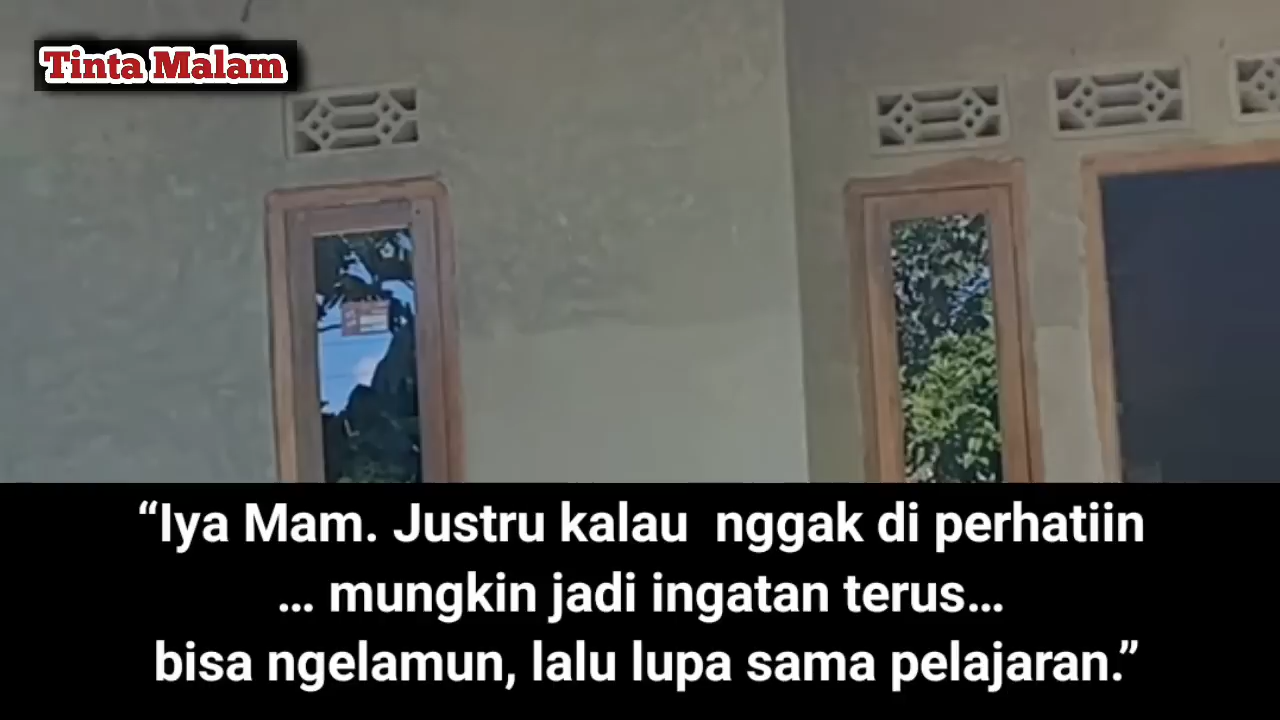 Tinta Malam
“Iya Mam. Justru kalau  nggak di perhatiin
… mungkin jadi ingatan terus…
bisa ngelamun, lalu lupa sama pelajaran.”